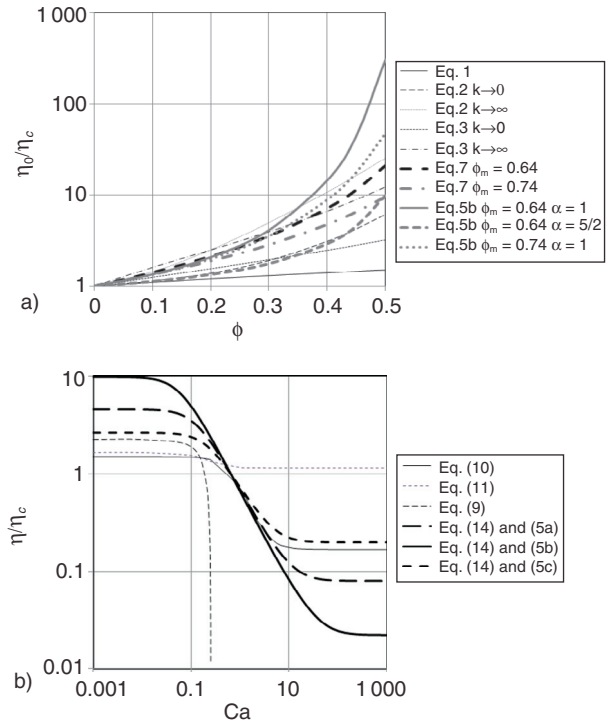 1 000
100
10
1
η0/ηc
0 0.1 0.2 0.3 0.4 0.5
a)
ϕ
Eq. 1
Eq.2 k→0
Eq.2 k→∞
Eq.3 k→0
Eq.3 k→∞
Eq.7 ϕm = 0.64
Eq.7 ϕm = 0.74
Eq.5b ϕm = 0.64 α = 1
Eq.5b ϕm = 0.64 α = 5/2
Eq.5b ϕm = 0.74 α = 1
10
1
0.1
0.01
η/ηc
0.001 0.1 10 1 000
b)
Ca
Eq. (10)
Eq. (11)
Eq. (9)
Eq. (14) and (5a)
Eq. (14) and (5b)
Eq. (14) and (5c)